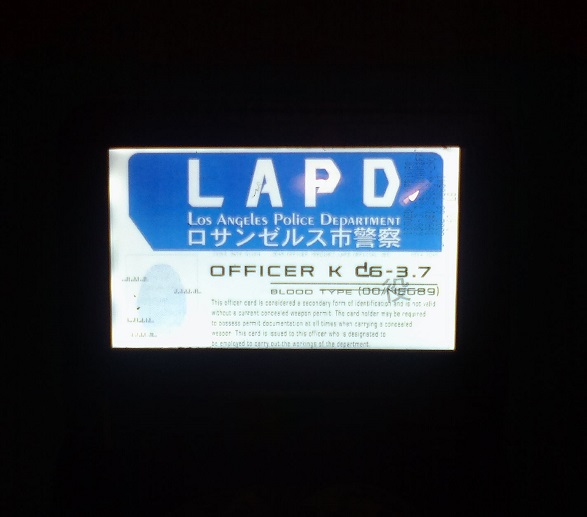 LAPD
Los Angeles Police Department
ロサンゼルス市警察
OFFICER K d6-3.7
BLOOD TYPE (00/NEG89)
役
This officer card is considered a secondary form of identification and is not valid
without a current concealed weapon permit. The card holder may be required
to possess permit documentation at all times when carrying a concealed
weapon. This card is issued to this officer who is designated to
be employed to carry out the workings of the department.